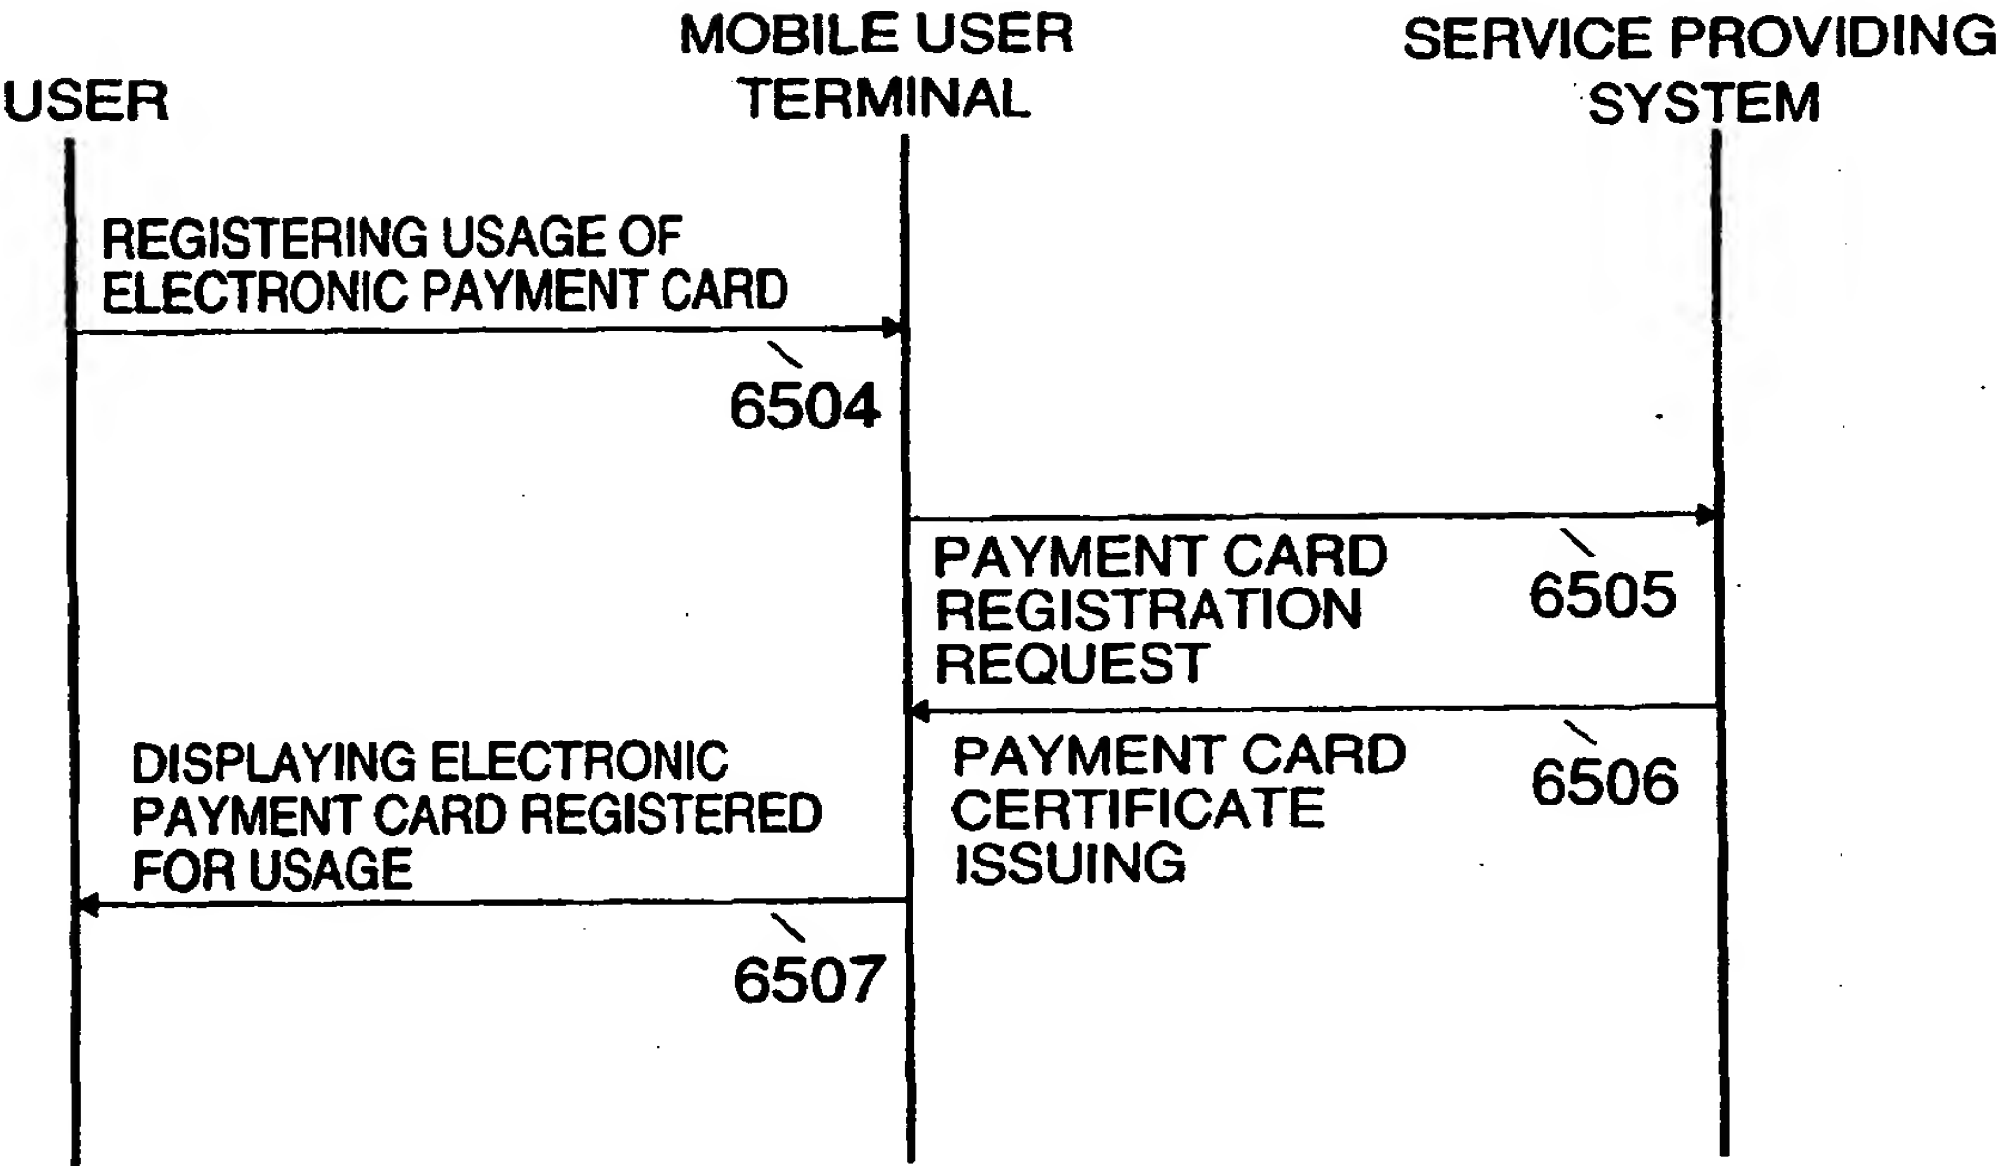 USER
MOBILE USER
TERMINAL
SERVICE PROVIDING
SYSTEM
REGISTERING USAGE OF
ELECTRONIC PAYMENT CARD
6504
PAYMENT CARD
REGISTRATION
REQUEST
6505
PAYMENT CARD
CERTIFICATE
ISSUING
6506
DISPLAYING ELECTRONIC
PAYMENT CARD REGISTERED
FOR USAGE
6507